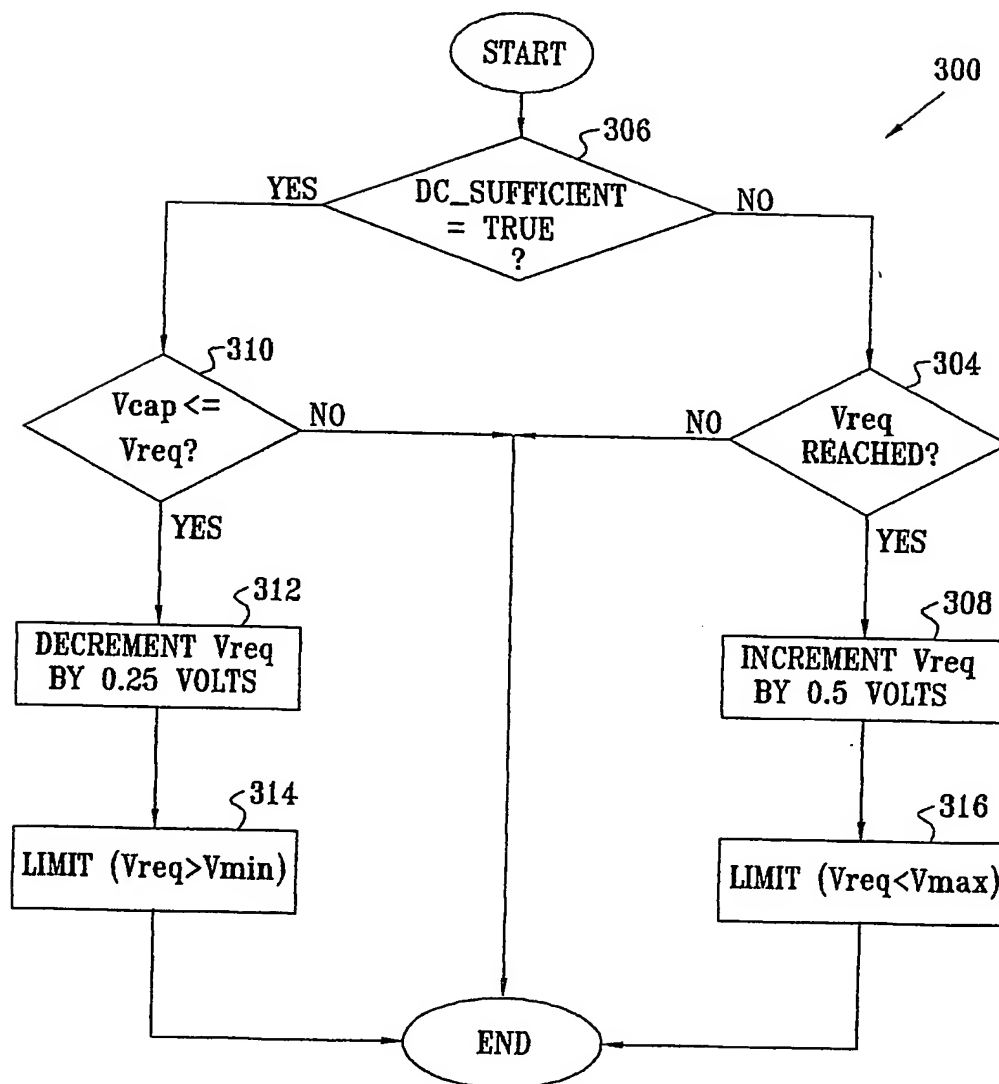 START
300
306
DC_SUFFICIENT
= TRUE
?
YES
NO
310
Vcap <=
Vreq?
NO
YES
304
Vreq
REACHED?
NO
YES
312
DECREMENT Vreq
BY 0.25 VOLTS
308
INCREMENT Vreq
BY 0.5 VOLTS
314
LIMIT (Vreq>Vmin)
316
LIMIT (Vreq<Vmax)
END